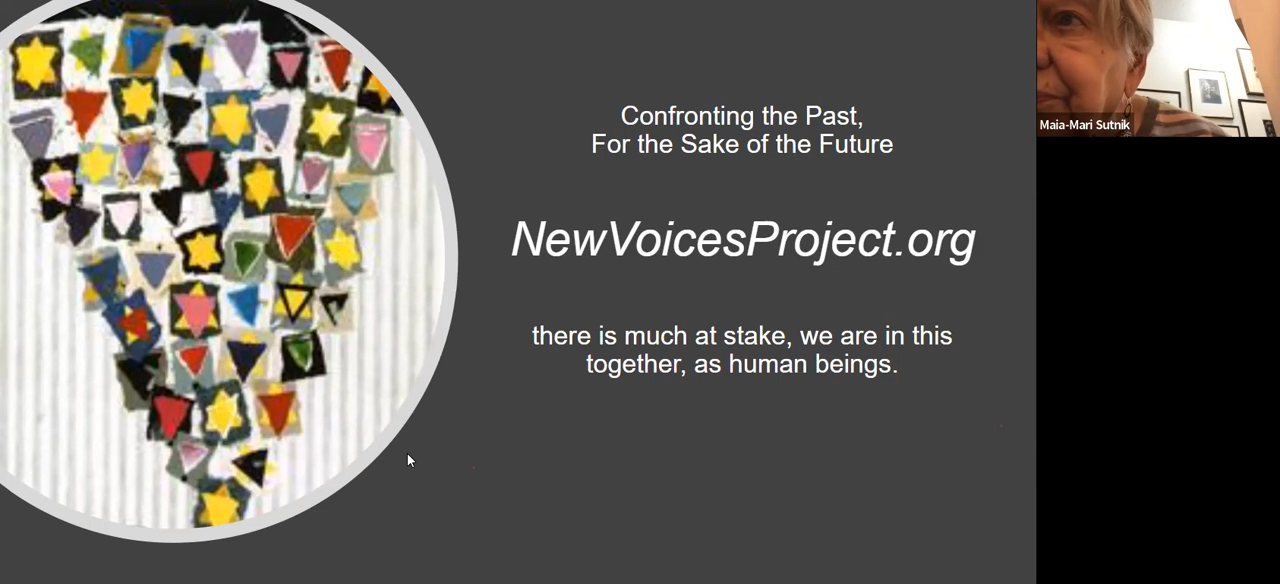 Confronting the Past,
For the Sake of the Future
NewVoicesProject.org
there is much at stake, we are in this
together, as human beings.
Maia-Mari Sutnik